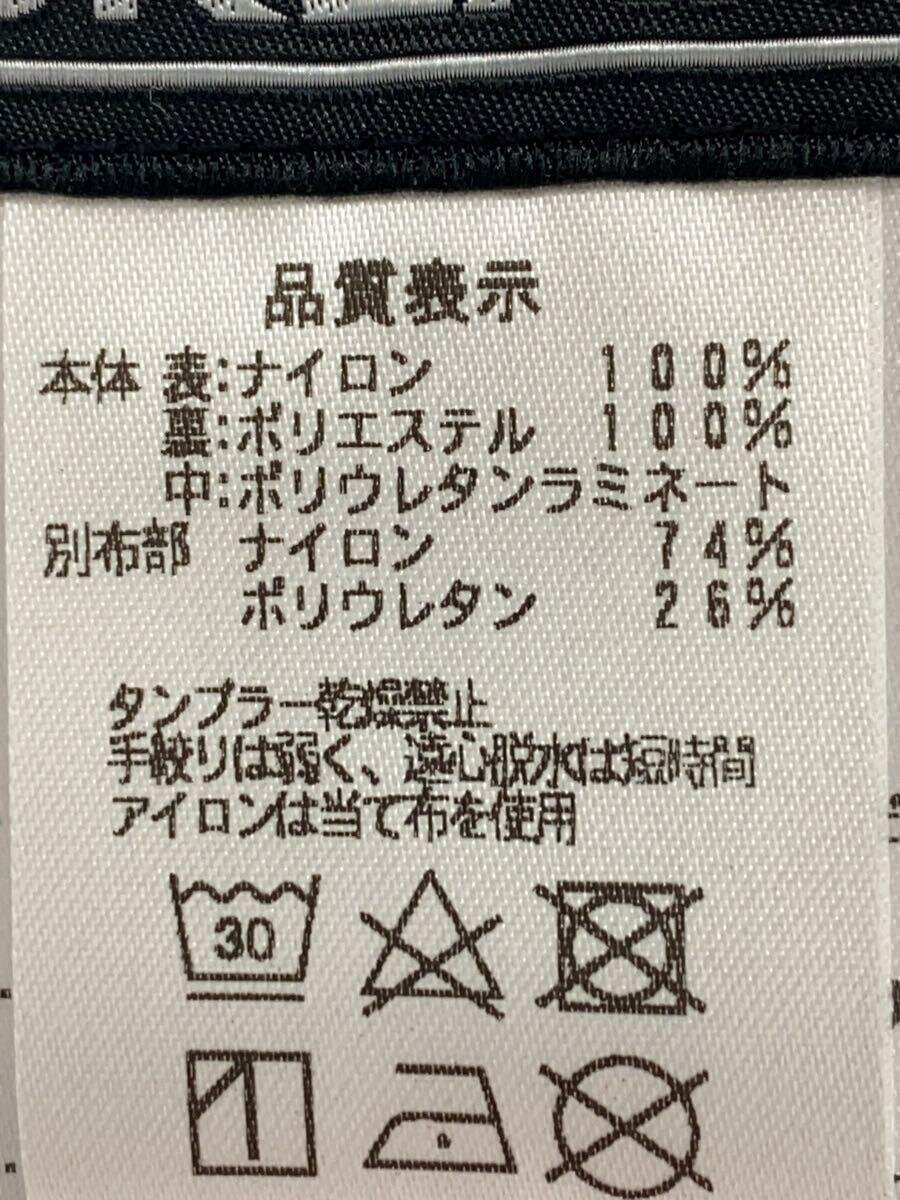 品質表示
本体 表:ナイロン 100%
裏:ポリエステル 100%
中:ポリウレタンラミネート
別布部 ナイロン 74%
ポリウレタン 26%
タンブラー乾燥禁止
手絞りは弱く、遠心脱水は短時間
アイロンは当て布を使用
30